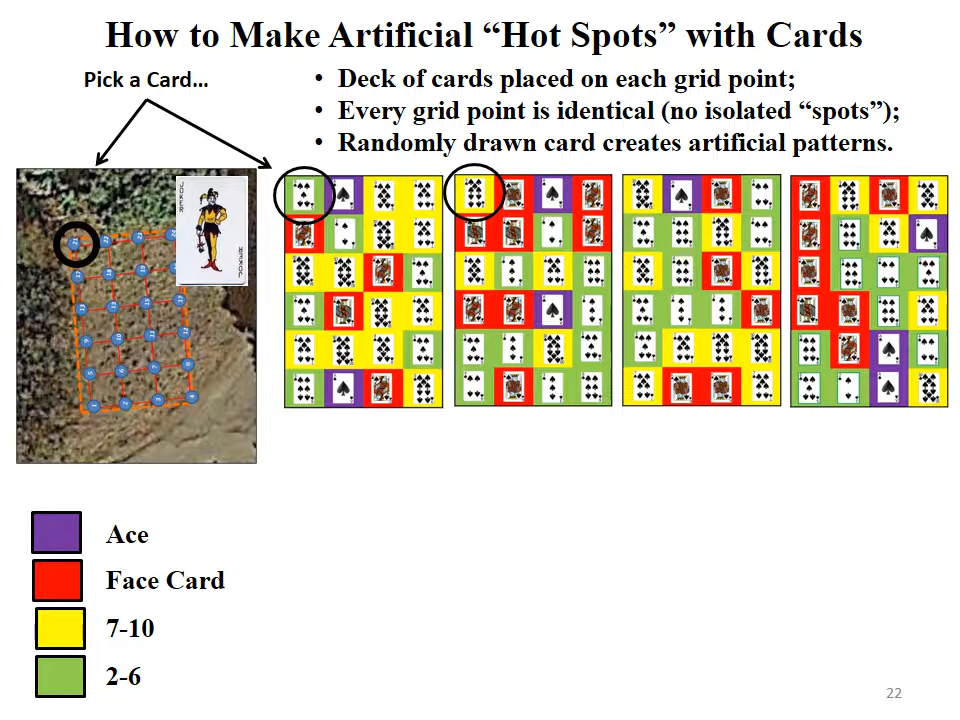 How to Make Artificial “Hot Spots” with Cards
Pick a Card…
• Deck of cards placed on each grid point;
• Every grid point is identical (no isolated “spots”);
• Randomly drawn card creates artificial patterns.
JOKER
JOKER
Ace
Face Card
7-10
2-6
22